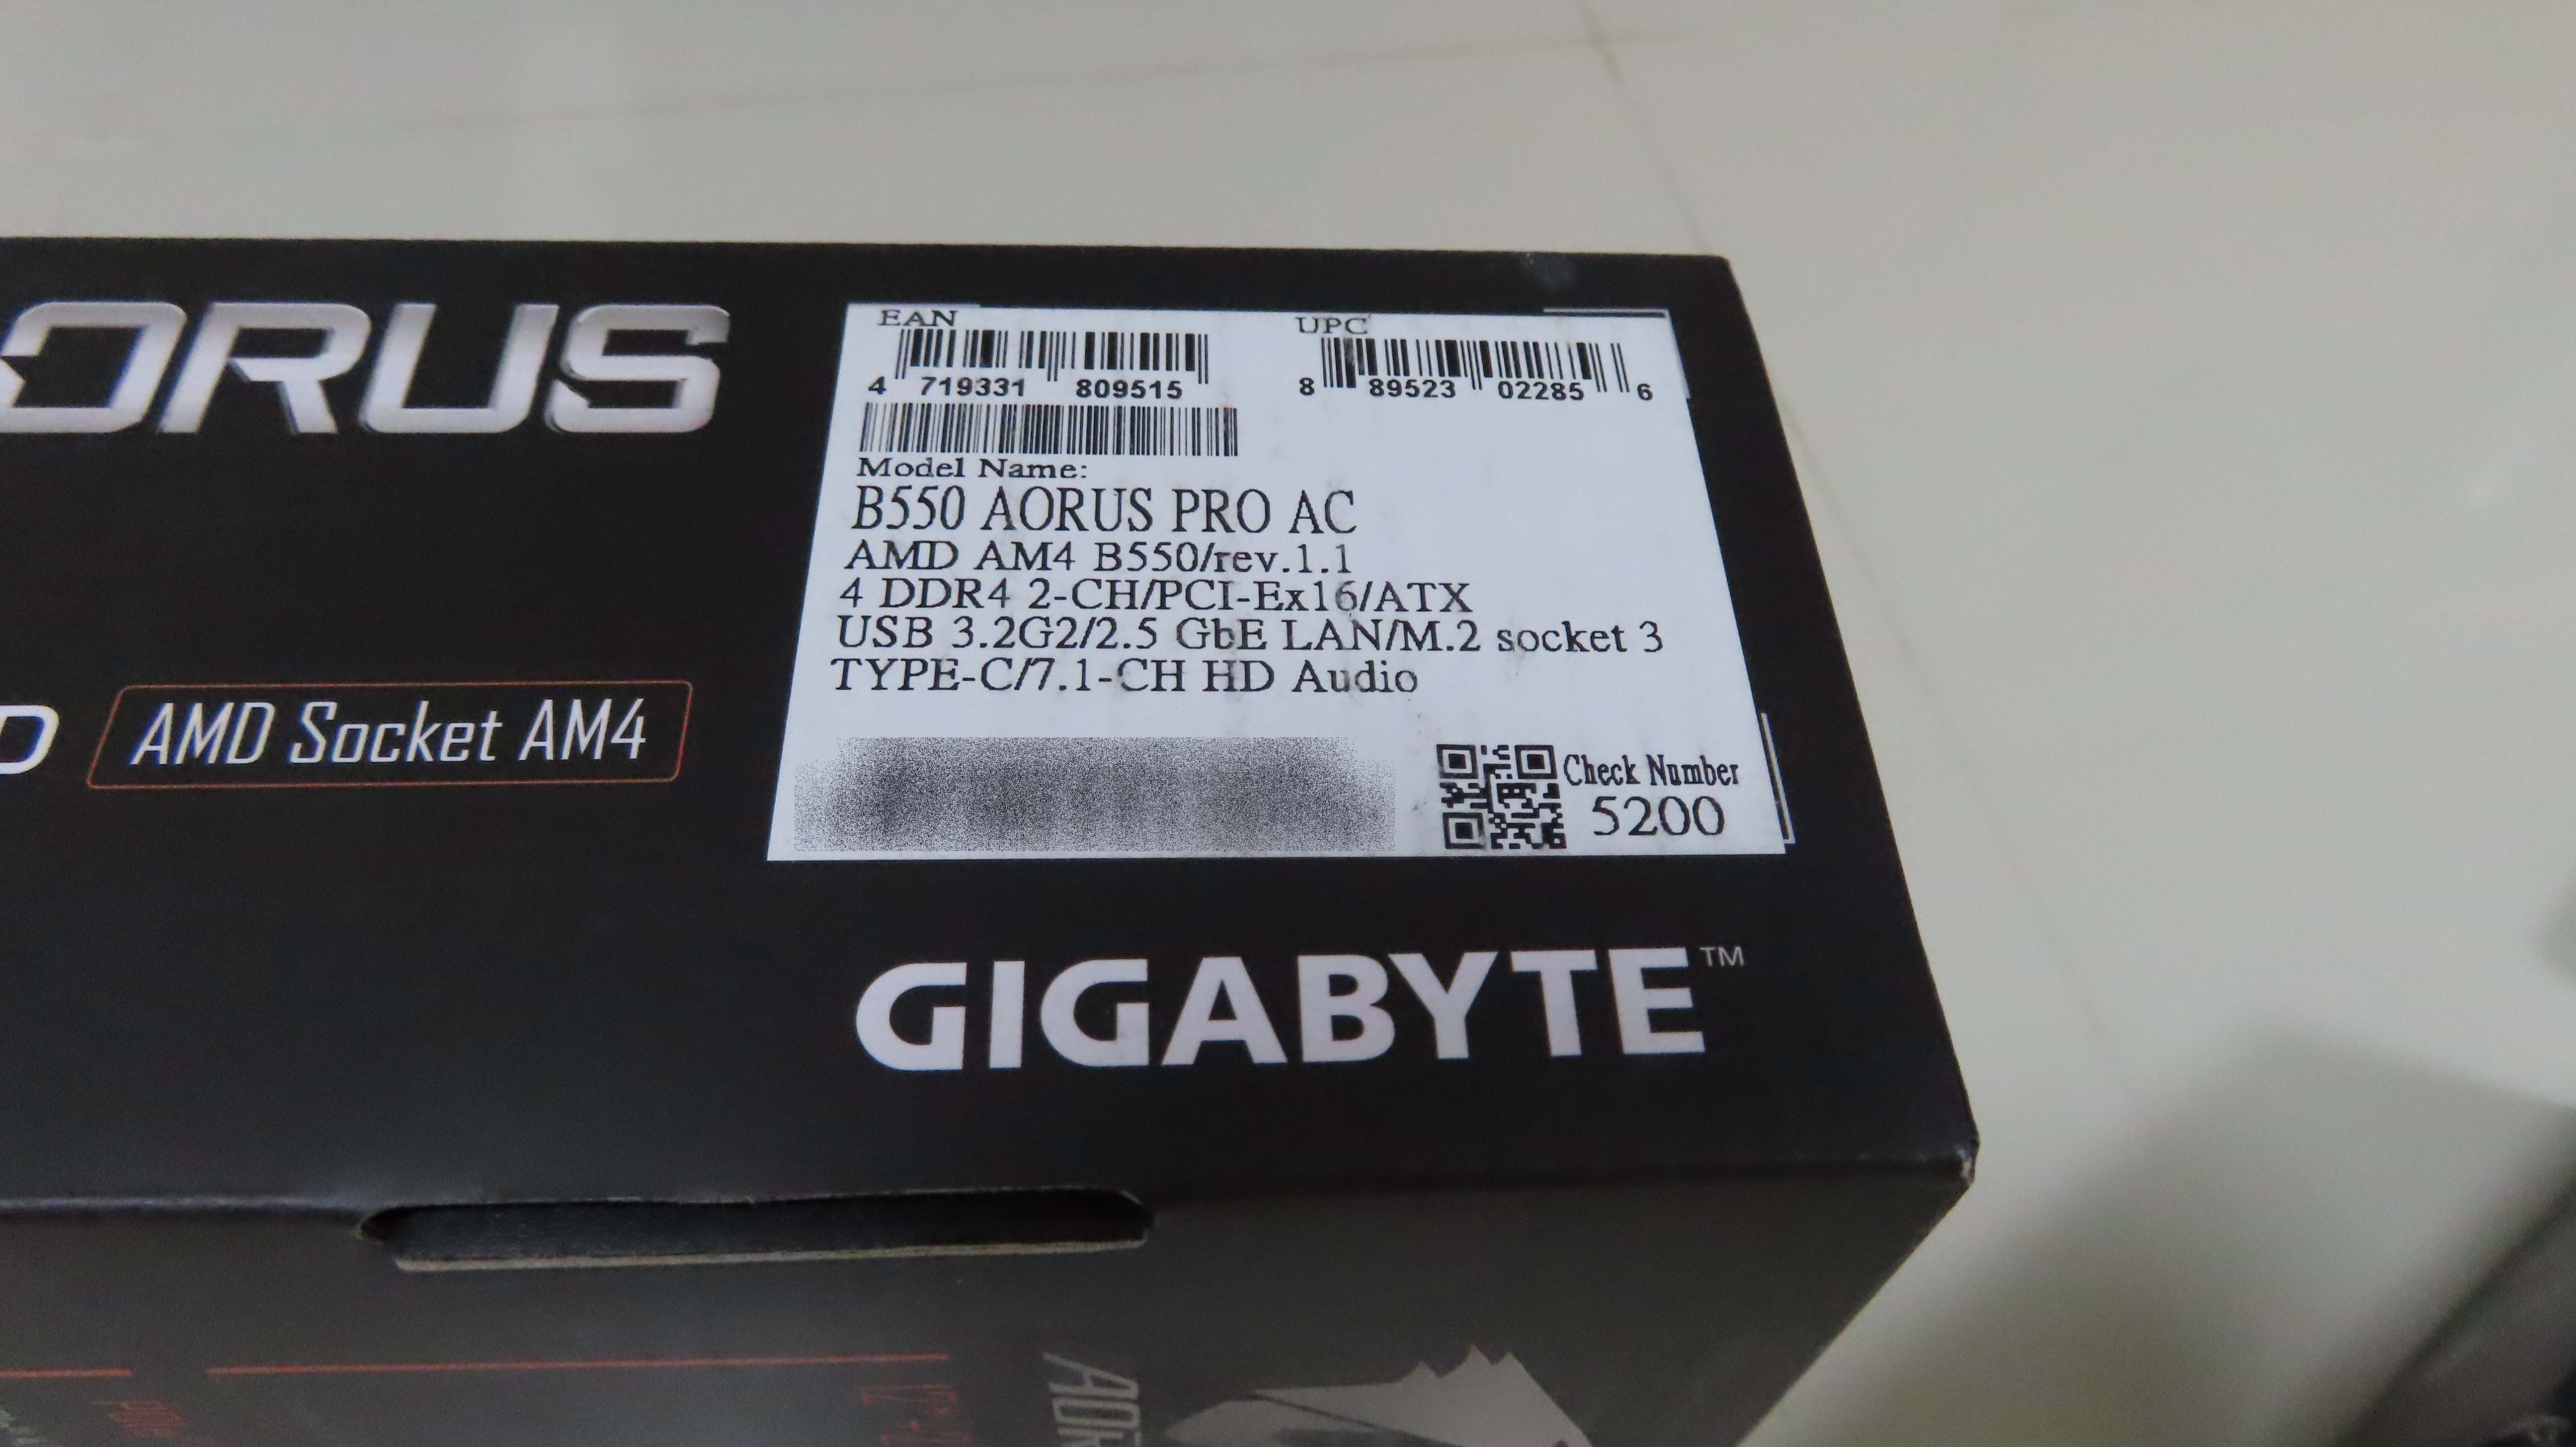 ORUS
EAN
UPC
4 719331 809515
8 89523 02285 6
Model Name:
B550 AORUS PRO AC
AMD AM4 B550/rev.1.1
4 DDR4 2-CH/PCI-Ex16/ATX
USB 3.2G2/2.5 GbE LAN/M.2 socket 3
TYPE-C/7.1-CH HD Audio
D
AMD Socket AM4
Check Number
5200
GIGABYTE™